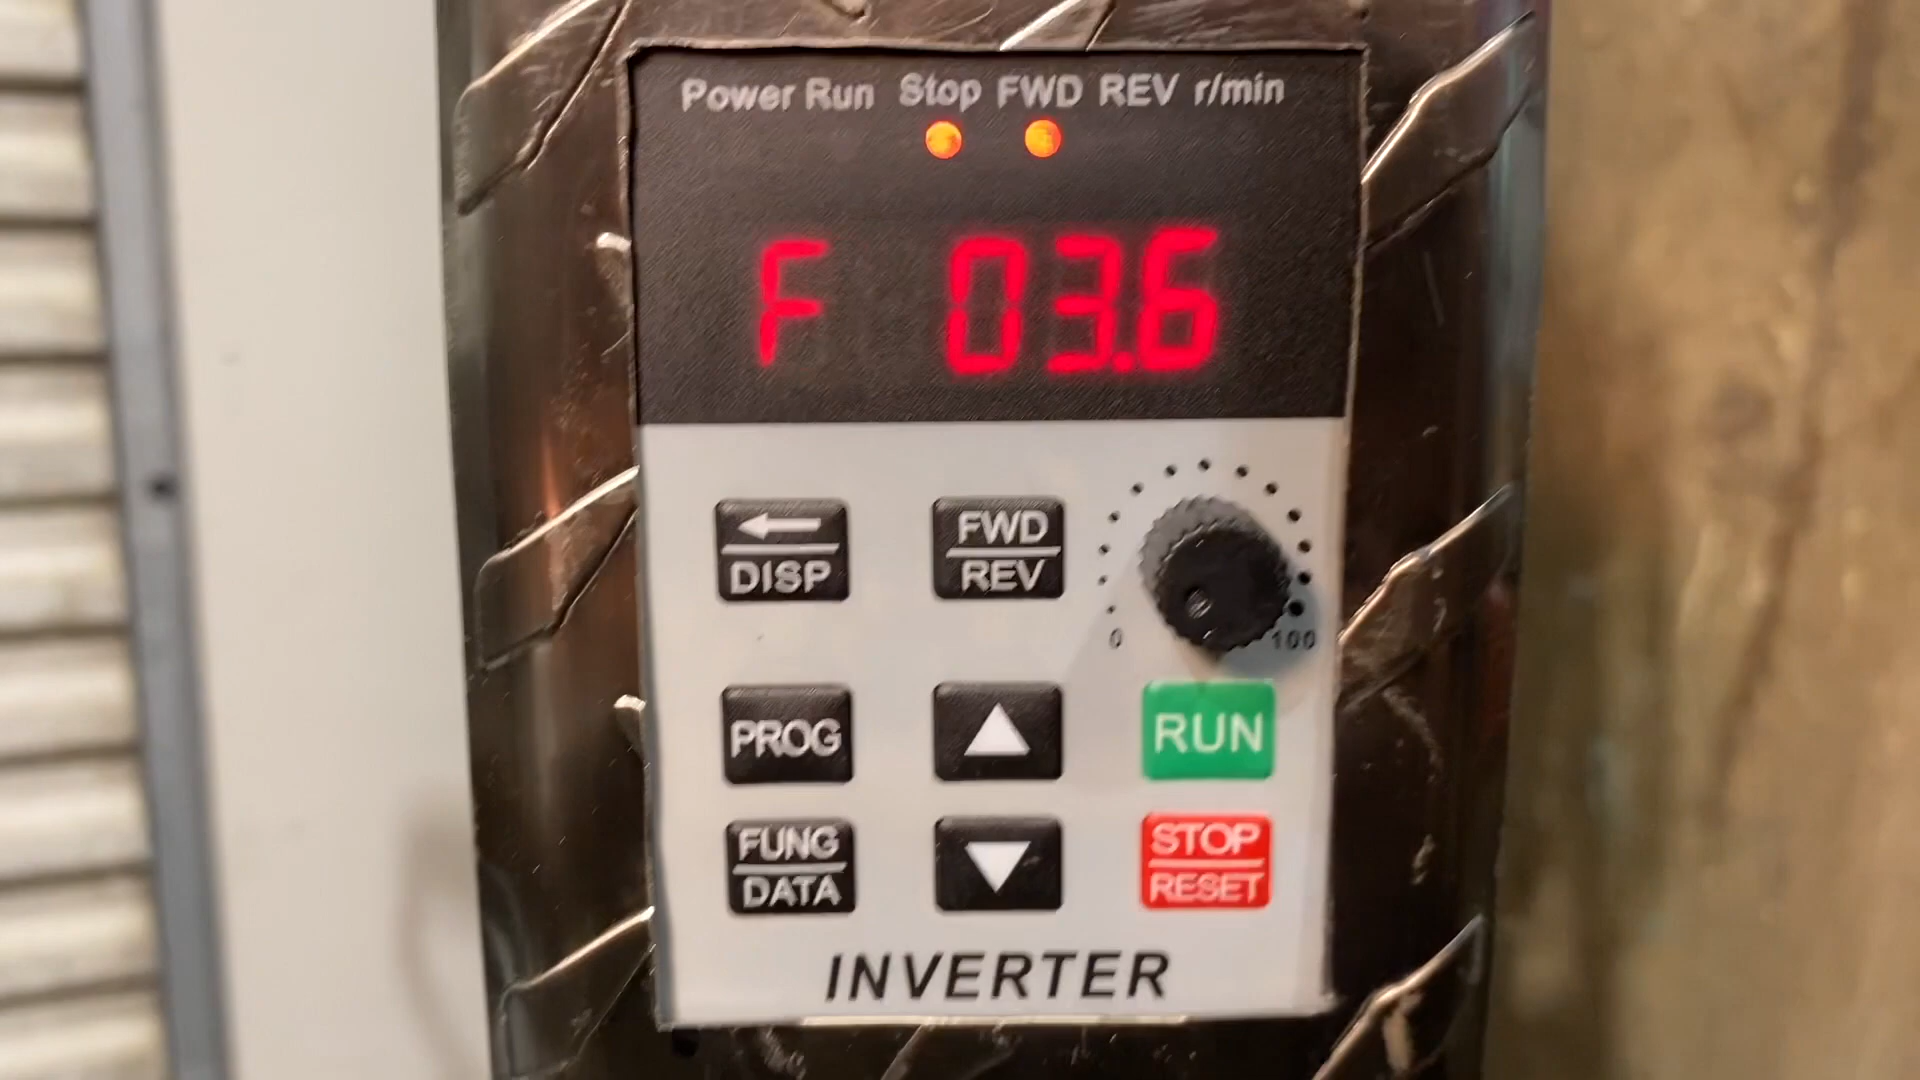 Power Run Stop FWD REV r/min
F 03.6
DISP
FWD
REV
0
100
PROG
RUN
FUNG
DATA
STOP
RESET
INVERTER